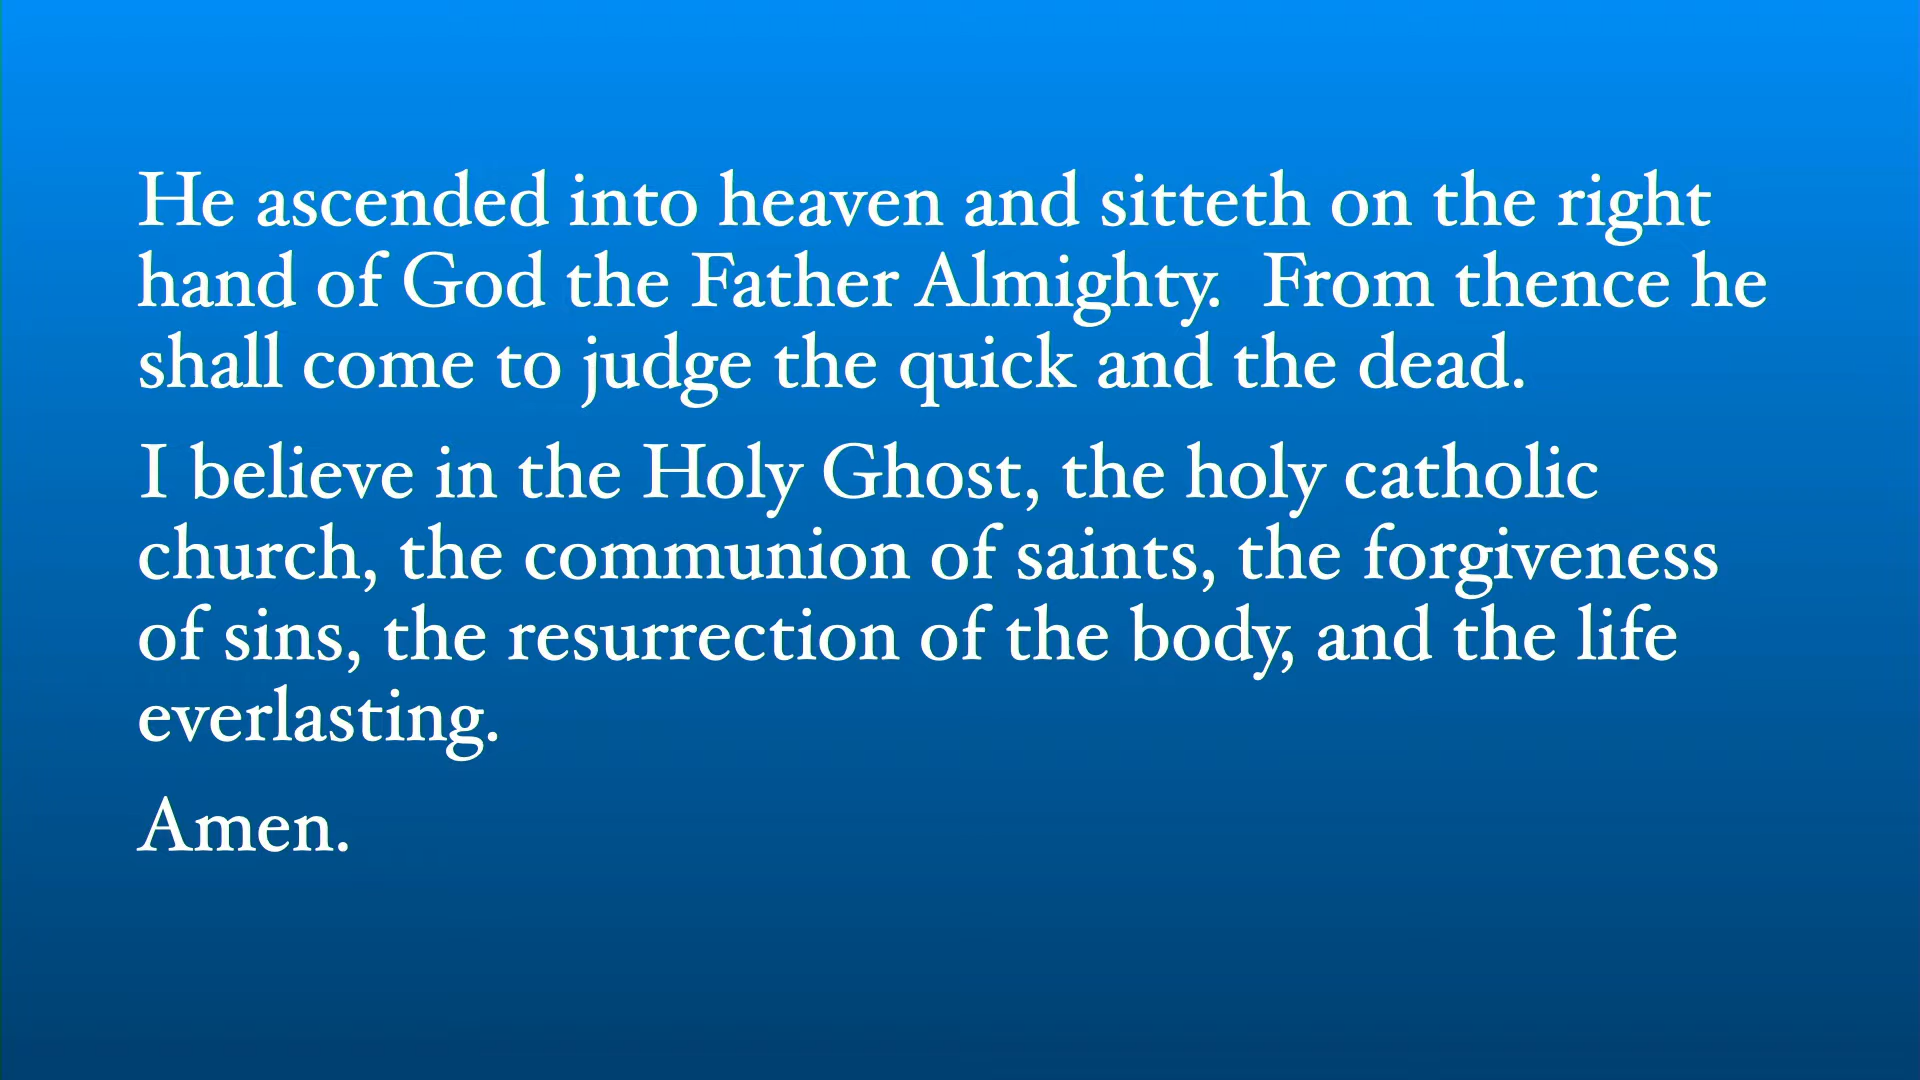 He ascended into heaven and sitteth on the right
hand of God the Father Almighty.  From thence he
shall come to judge the quick and the dead.
I believe in the Holy Ghost, the holy catholic
church, the communion of saints, the forgiveness
of sins, the resurrection of the body, and the life
everlasting.
Amen.